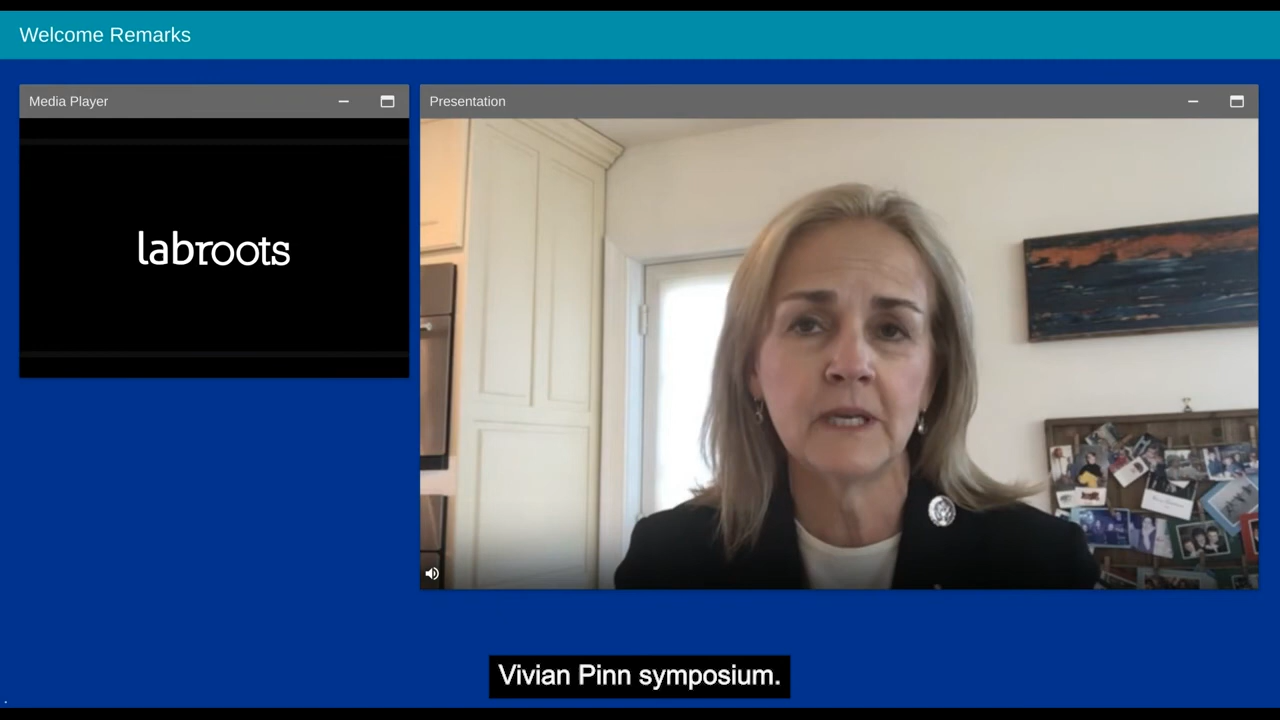 Welcome Remarks
Media Player
Presentation
labroots
Vivian Pinn symposium.